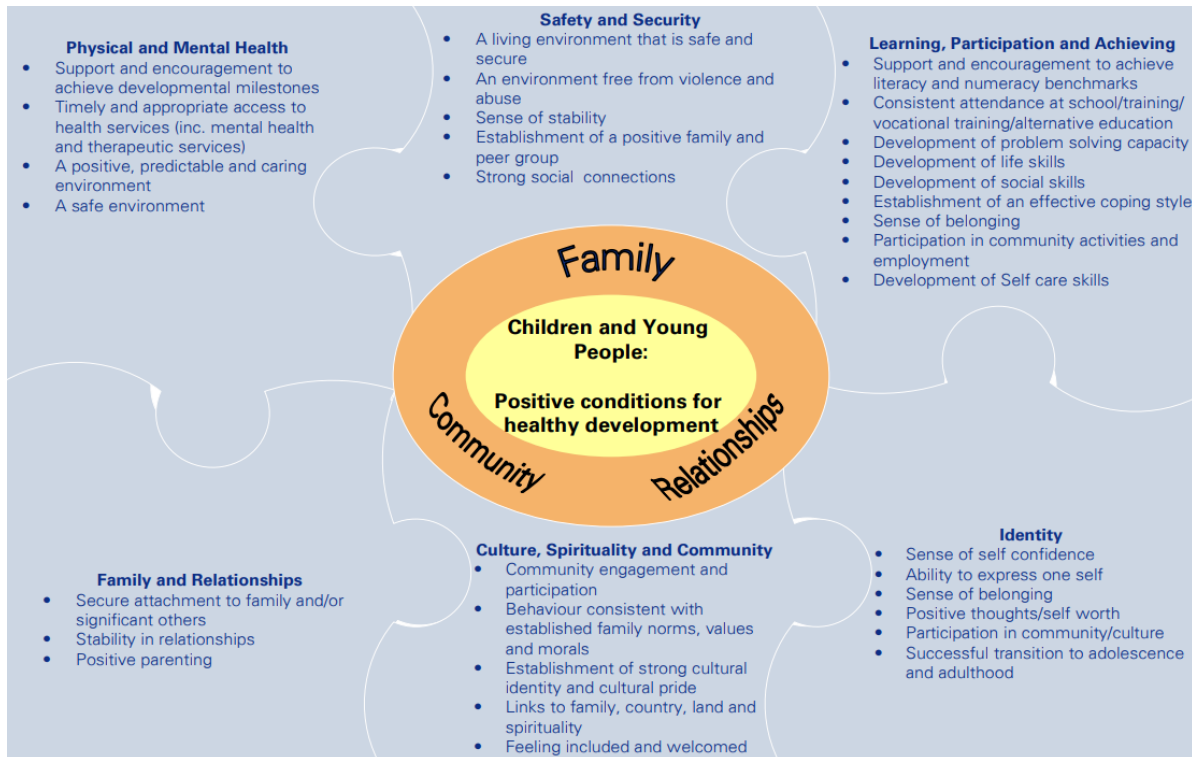 Physical and Mental Health
• Support and encouragement to
achieve developmental milestones
• Timely and appropriate access to
health services (inc. mental health
and therapeutic services)
• A positive, predictable and caring
environment
• A safe environment
Safety and Security
• A living environment that is safe and
secure
• An environment free from violence and
abuse
• Sense of stability
• Establishment of a positive family and
peer group
• Strong social connections
Learning, Participation and Achieving
• Support and encouragement to achieve
literacy and numeracy benchmarks
• Consistent attendance at school/training/
vocational training/alternative education
• Development of problem solving capacity
• Development of life skills
• Development of social skills
• Establishment of an effective coping style
• Sense of belonging
• Participation in community activities and
employment
• Development of Self care skills
Family
Children and Young
People:
Positive conditions for
healthy development
Community
Relationships
Family and Relationships
• Secure attachment to family and/or
significant others
• Stability in relationships
• Positive parenting
Culture, Spirituality and Community
• Community engagement and
participation
• Behaviour consistent with
established family norms, values
and morals
• Establishment of strong cultural
identity and cultural pride
• Links to family, country, land and
spirituality
• Feeling included and welcomed
Identity
• Sense of self confidence
• Ability to express one self
• Sense of belonging
• Positive thoughts/self worth
• Participation in community/culture
• Successful transition to adolescence
and adulthood